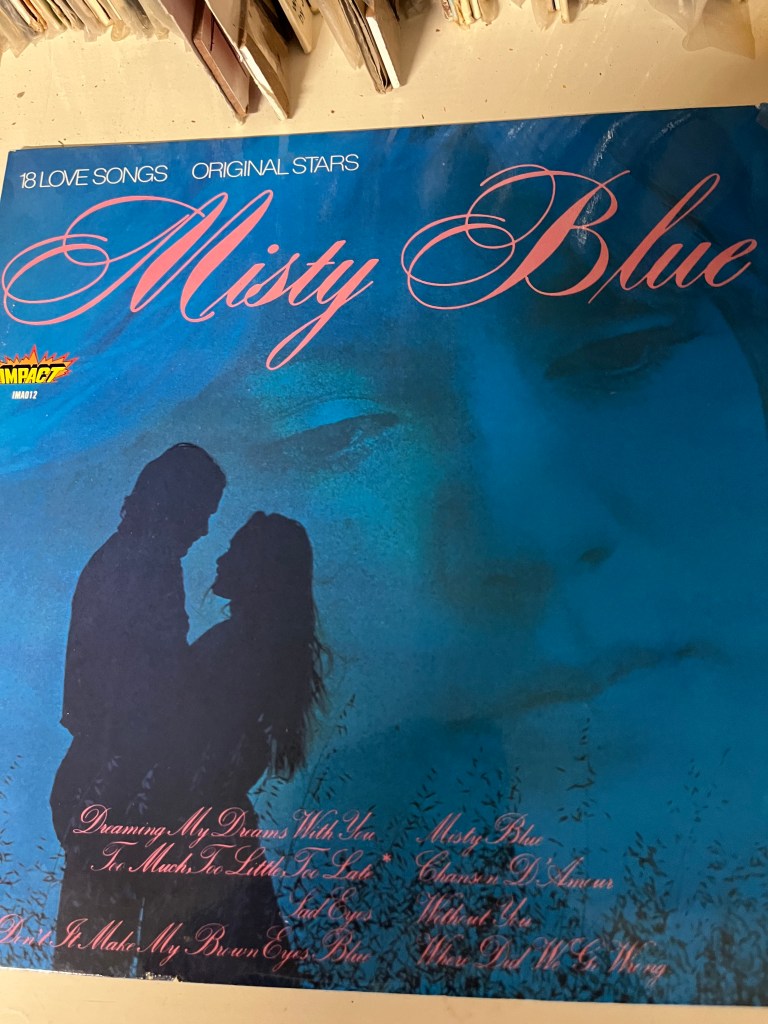 18 LOVE SONGS ORIGINAL STARS
Misty Blue
IMPACT
IMA012
Dreaming My Dreams With You
Too Much, Too Little, Too Late *
Sad Eyes
Don't It Make My Brown Eyes Blue
Misty Blue
Chanson D'Amour
Without You
Where Did We Go Wrong